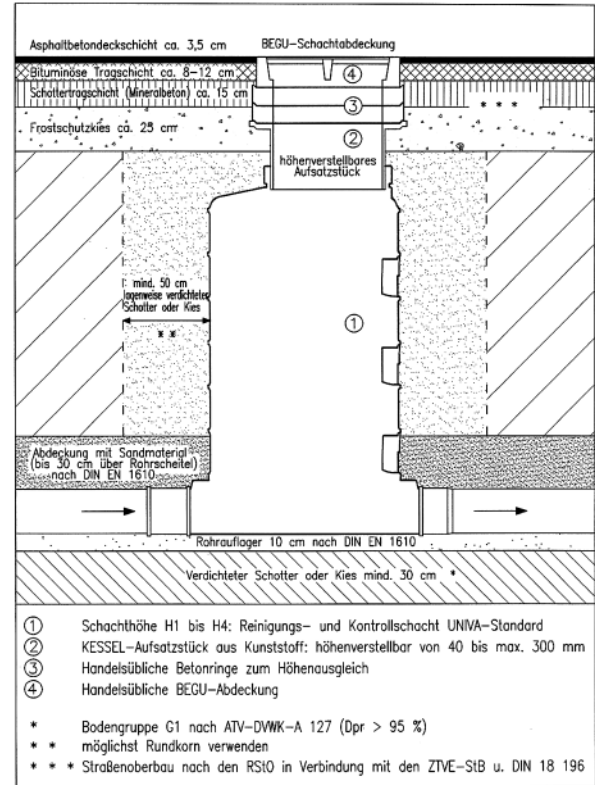 Asphaltbetondeckschicht ca. 3,5 cm
BEGU-Schachtabdeckung
Bituminöse Tragschicht ca. 8-12 cm
④
Schottertragschicht (Mineralbeton) ca. 15 cm
③
* * *
Frostschutzkies ca. 25 cm
②
höhenverstellbares
Aufsatzstück
mind. 50 cm
lagenweise verdichteter
Schotter oder Kies
* *
①
Abdeckung mit Sandmaterial
(bis 30 cm über Rohrscheitel)
nach DIN EN 1610
Rohrauflager 10 cm nach DIN EN 1610
Verdichteter Schotter oder Kies mind. 30 cm *
① Schachthöhe H1 bis H4: Reinigungs- und Kontrollschacht UNIVA-Standard
② KESSEL-Aufsatzstück aus Kunststoff: höhenverstellbar von 40 bis max. 300 mm
③ Handelsübliche Betonringe zum Höhenausgleich
④ Handelsübliche BEGU-Abdeckung
* Bodengruppe G1 nach ATV-DVWK-A 127 (Dpr > 95 %)
* * möglichst Rundkorn verwenden
* * * Straßenoberbau nach den RStO in Verbindung mit den ZTVE-StB u. DIN 18 196